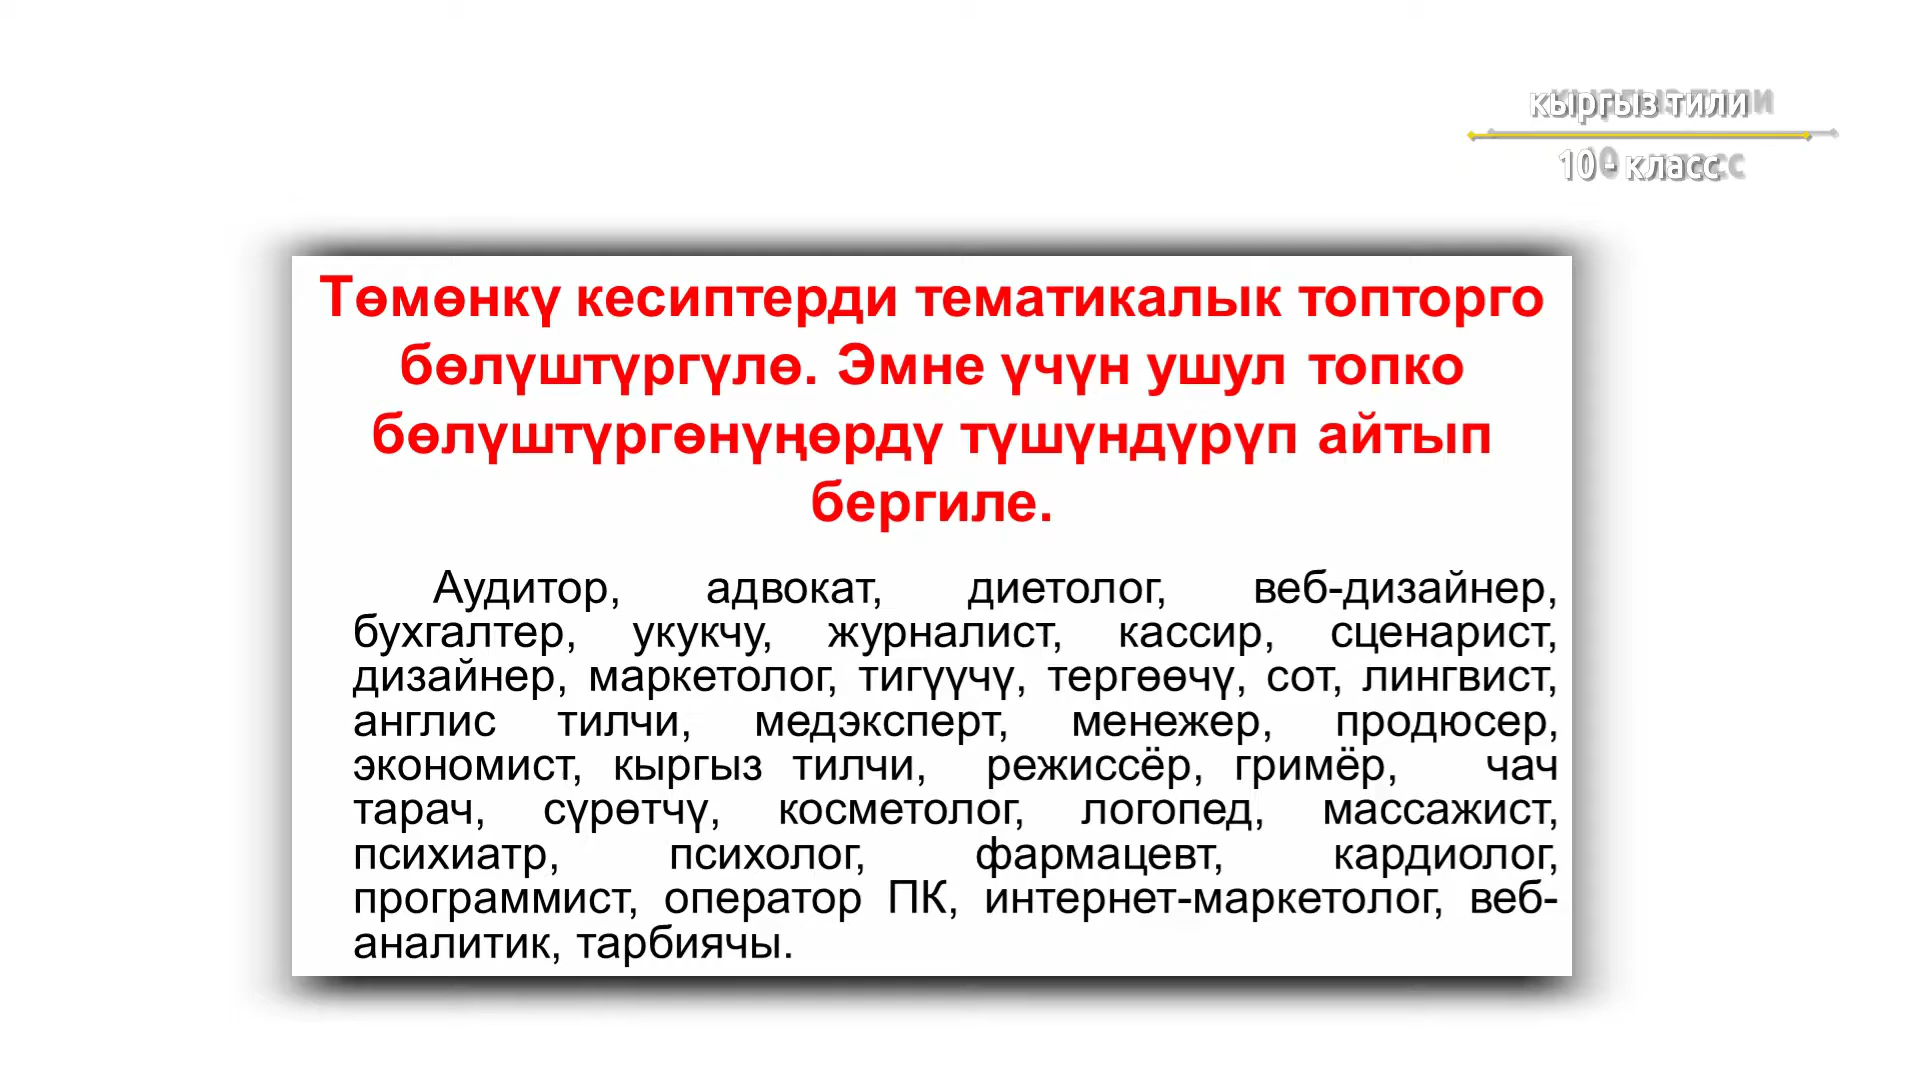 кыргыз тили
10 - класс
Төмөнкү кесиптерди тематикалык топторго
бөлүштүргүлө. Эмне үчүн ушул топко
бөлүштүргөнүңөрдү түшүндүрүп айтып
бергиле.
Аудитор, адвокат, диетолог, веб-дизайнер,
бухгалтер, укукчу, журналист, кассир, сценарист,
дизайнер, маркетолог, тигүүчү, тергөөчү, сот, лингвист,
англис тилчи, медэксперт, менежер, продюсер,
экономист, кыргыз тилчи, режиссёр, гримёр, чач
тарач, сүрөтчү, косметолог, логопед, массажист,
психиатр, психолог, фармацевт, кардиолог,
программист, оператор ПК, интернет-маркетолог, веб-
аналитик, тарбиячы.